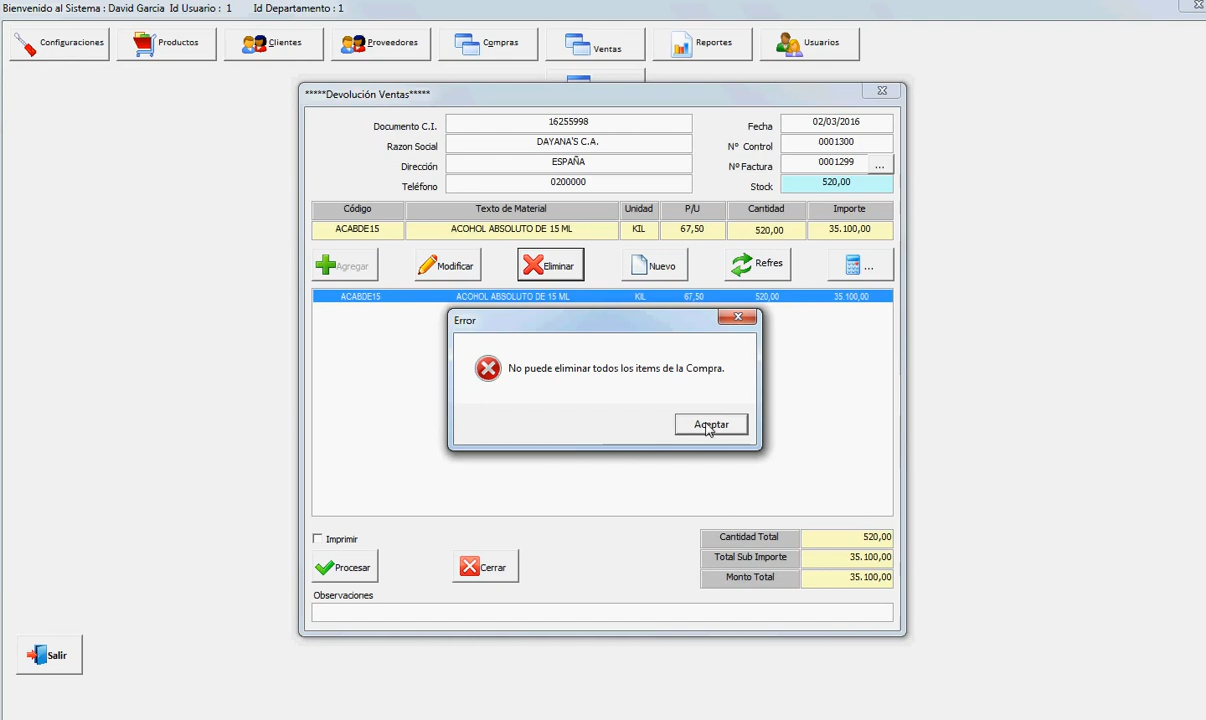 Bienvenido al Sistema : David Garcia Id Usuario : 1 Id Departamento : 1
Configuraciones Productos Clientes Proveedores Compras Ventas Reportes Usuarios
*****Devolución Ventas*****
Documento C.I. 16255998 Fecha 02/03/2016
Razon Social DAYANA'S C.A. Nº Control 0001300
Dirección ESPAÑA Nº Factura 0001299 ...
Teléfono 0200000 Stock 520,00
Código Texto de Material Unidad P/U Cantidad Importe
ACABDE15 ACOHOL ABSOLUTO DE 15 ML KIL 67,50 520,00 35.100,00
Agregar Modificar Eliminar Nuevo Refres ...
ACABDE15 ACOHOL ABSOLUTO DE 15 ML KIL 67,50 520,00 35.100,00
Error
No puede eliminar todos los items de la Compra.
Aceptar
Imprimir Cantidad Total 520,00
Total Sub Importe 35.100,00
Procesar Cerrar Monto Total 35.100,00
Observaciones
Salir